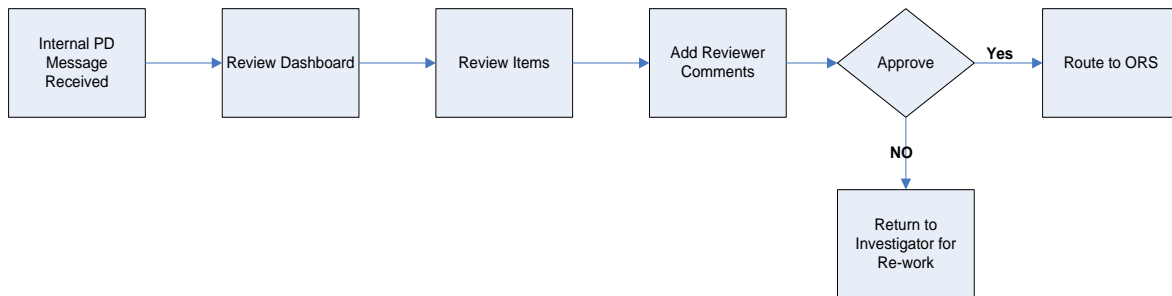 Internal PD
Message
Received
Review Dashboard
Review Items
Add Reviewer
Comments
Approve
Yes
Route to ORS
NO
Return to
Investigator for
Re-work